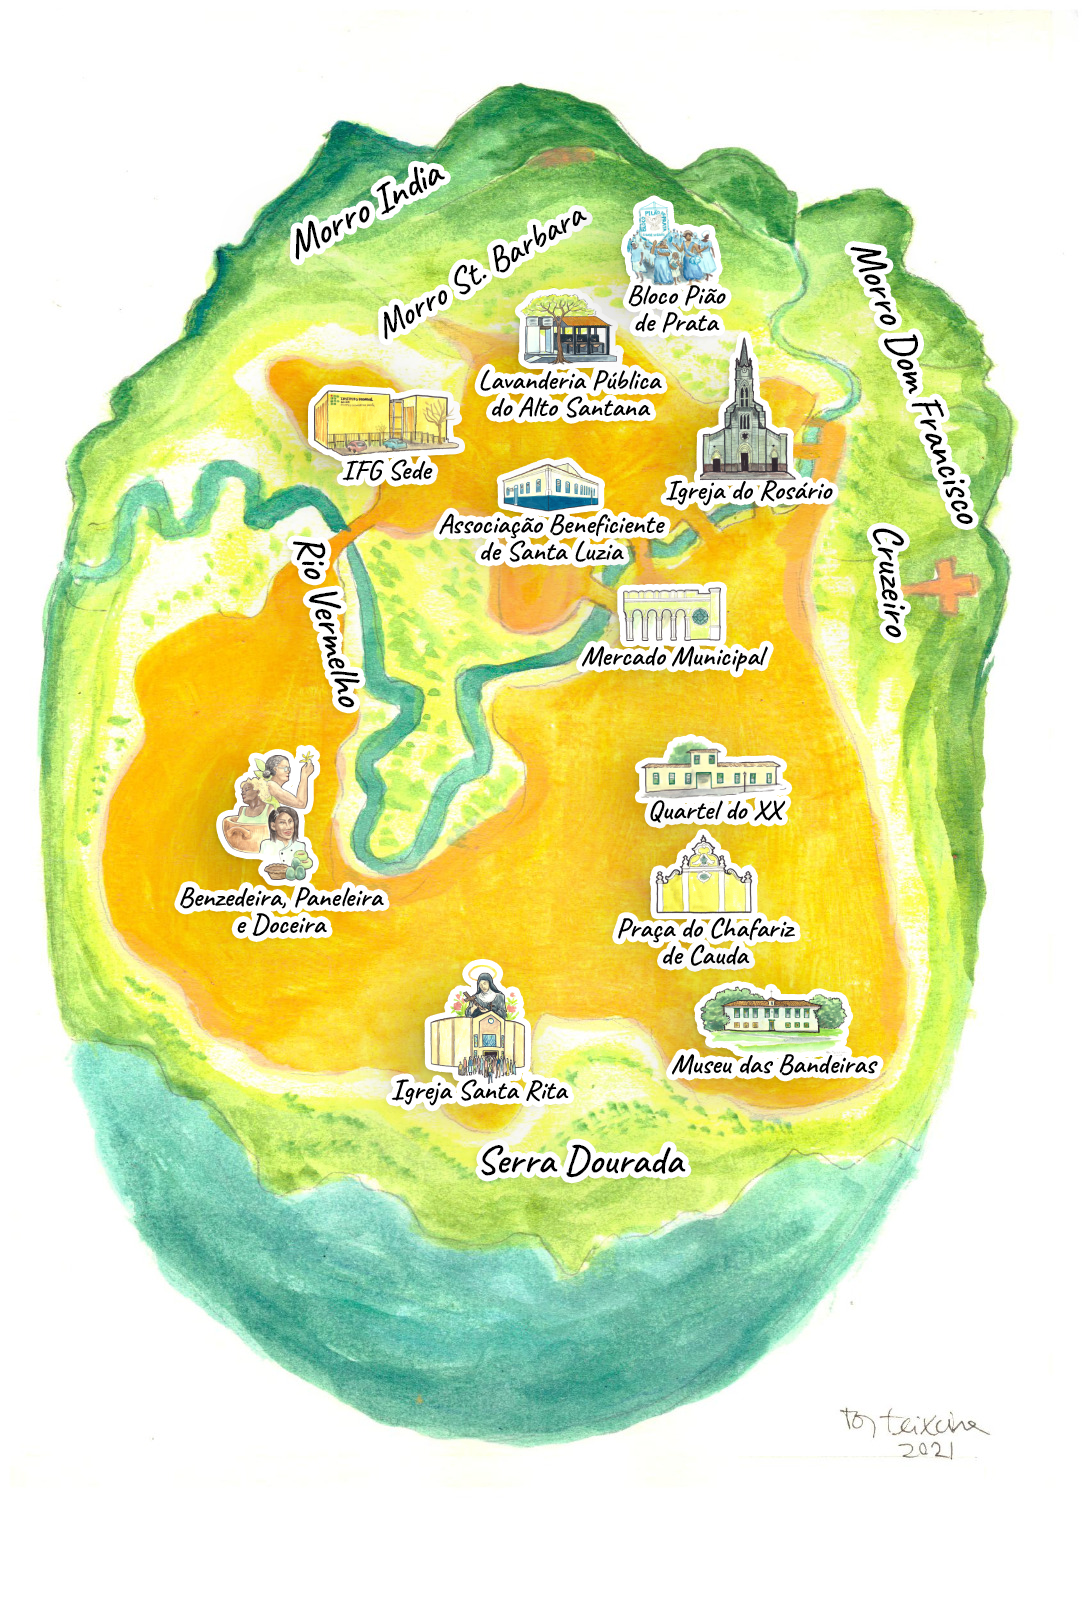 Morro India
Morro St. Barbara
Bloco Pião
de Prata
Morro Dom Francisco
Lavanderia Pública
do Alto Santana
IFG Sede
Igreja do Rosário
Associação Beneficiente
de Santa Luzia
Cruzeiro
Rio Vermelho
Mercado Municipal
Quartel do XX
Benzedeira, Paneleira
e Doceira
Praça do Chafariz
de Cauda
Museu das Bandeiras
Igreja Santa Rita
Serra Dourada
teixeira
2021